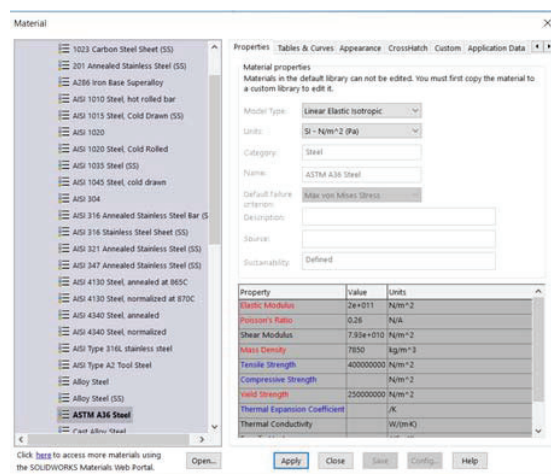 Material
1023 Carbon Steel Sheet (SS)
201 Annealed Stainless Steel (SS)
A286 Iron Base Superalloy
AISI 1010 Steel, hot rolled bar
AISI 1015 Steel, Cold Drawn (SS)
AISI 1020
AISI 1020 Steel, Cold Rolled
AISI 1035 Steel (SS)
AISI 1045 Steel, cold drawn
AISI 304
AISI 316 Annealed Stainless Steel Bar (S
AISI 316 Stainless Steel Sheet (SS)
AISI 321 Annealed Stainless Steel (SS)
AISI 347 Annealed Stainless Steel (SS)
AISI 4130 Steel, annealed at 865C
AISI 4130 Steel, normalized at 870C
AISI 4340 Steel, annealed
AISI 4340 Steel, normalized
AISI Type 316L stainless steel
AISI Type A2 Tool Steel
Alloy Steel
Alloy Steel (SS)
ASTM A36 Steel
Cast Alloy Steel
Click here to access more materials using
the SOLIDWORKS Materials Web Portal.
Open...
Properties Tables & Curves Appearance CrossHatch Custom Application Data
Material properties
Materials in the default library can not be edited. You must first copy the material to
a custom library to edit it.
Model Type: Linear Elastic Isotropic
Units: SI - N/m^2 (Pa)
Category: Steel
Name: ASTM A36 Steel
Default failure criterion: Max von Mises Stress
Description:
Source:
Sustainability: Defined
Property Value Units
Elastic Modulus 2e+011 N/m^2
Poisson's Ratio 0.26 N/A
Shear Modulus 7.93e+010 N/m^2
Mass Density 7850 kg/m^3
Tensile Strength 400000000 N/m^2
Compressive Strength N/m^2
Yield Strength 250000000 N/m^2
Thermal Expansion Coefficient /K
Thermal Conductivity W/(m·K)
Apply Close Save Config... Help